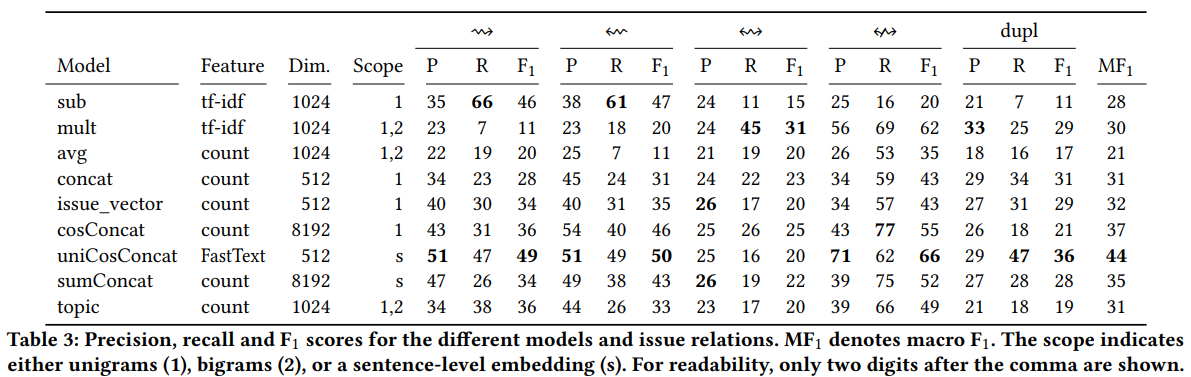 ⇝ ⇜ ↭ ↮ dupl
Model Feature Dim. Scope P R F₁ P R F₁ P R F₁ P R F₁ P R F₁ MF₁
sub tf-idf 1024 1 35 66 46 38 61 47 24 11 15 25 16 20 21 7 11 28
mult tf-idf 1024 1,2 23 7 11 23 18 20 24 45 31 56 69 62 33 25 29 30
avg count 1024 1,2 22 19 20 25 7 11 21 19 20 26 53 35 18 16 17 21
concat count 512 1 34 23 28 45 24 31 24 22 23 34 59 43 29 34 31 31
issue_vector count 512 1 40 30 34 40 31 35 26 17 20 34 57 43 27 31 29 32
cosConcat count 8192 1 43 31 36 54 40 46 25 26 25 43 77 55 26 18 21 37
uniCosConcat FastText 512 s 51 47 49 51 49 50 25 16 20 71 62 66 29 47 36 44
sumConcat count 8192 s 47 26 34 49 38 43 26 19 22 39 75 52 27 28 28 35
topic count 1024 1,2 34 38 36 44 26 33 23 17 20 39 66 49 21 18 19 31
Table 3: Precision, recall and F₁ scores for the different models and issue relations. MF₁ denotes macro F₁. The scope indicates
either unigrams (1), bigrams (2), or a sentence-level embedding (s). For readability, only two digits after the comma are shown.